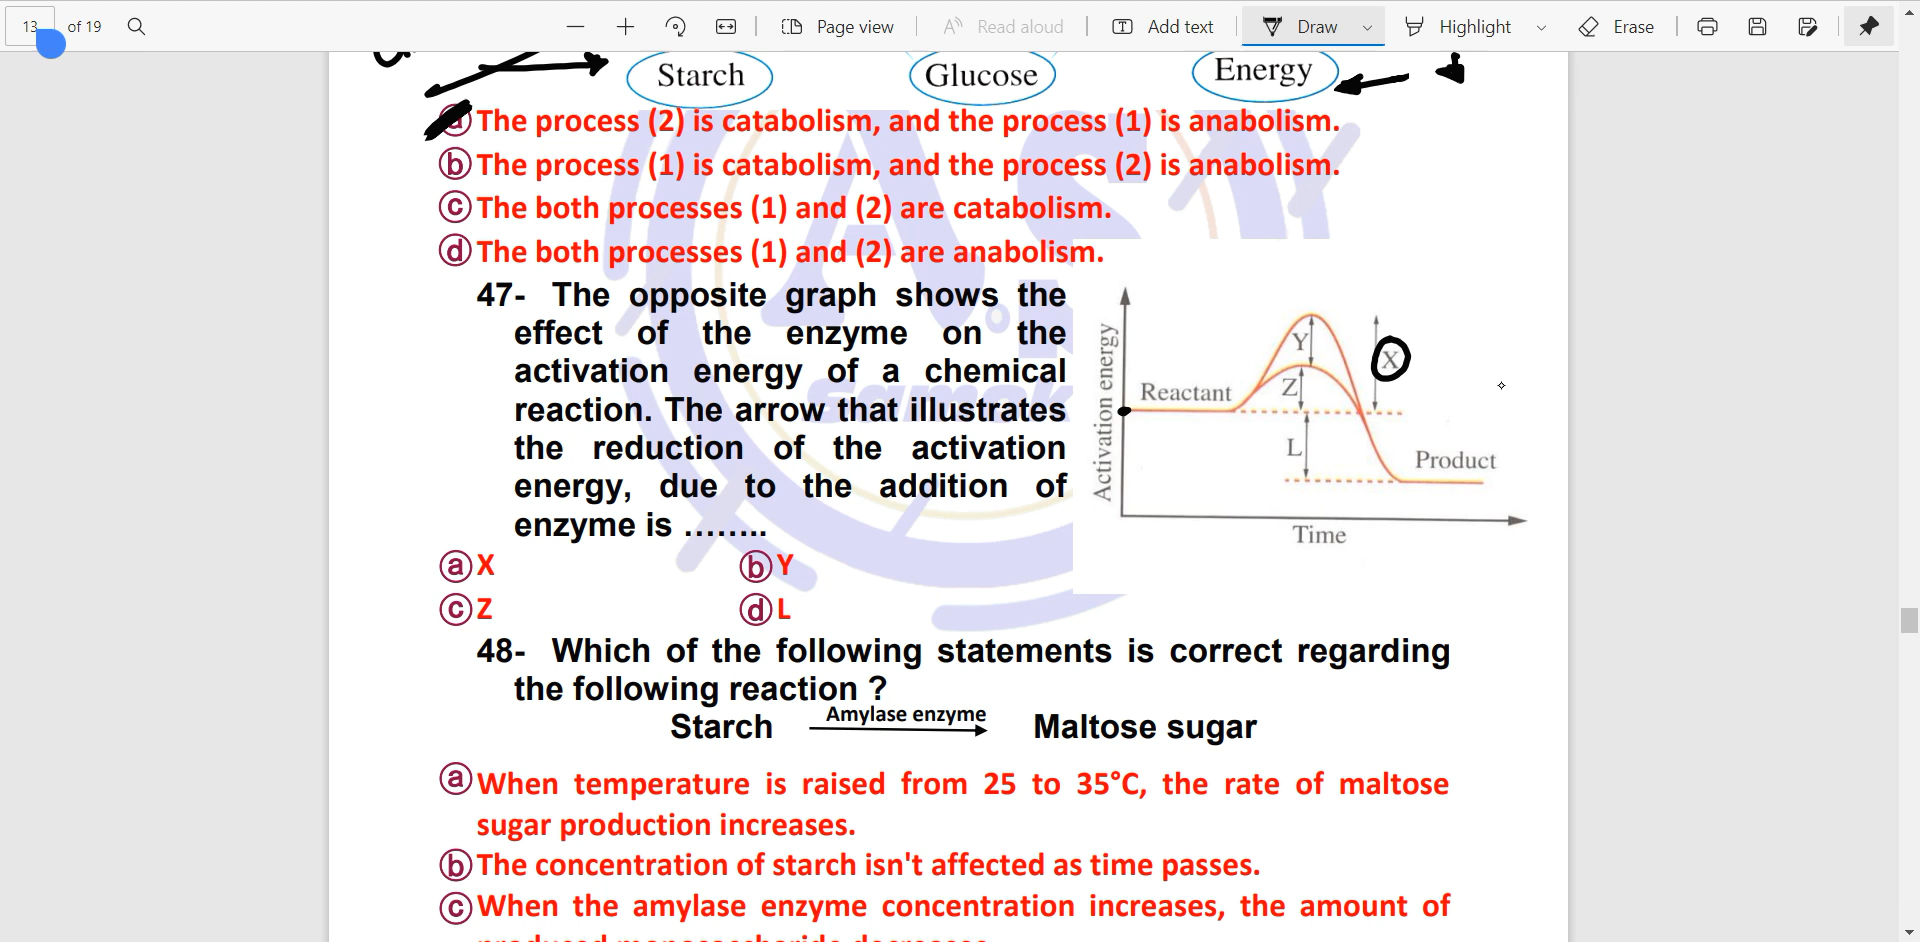 13 of 19 Page view Read aloud Add text Draw Highlight Erase
Starch Glucose Energy
a The process (2) is catabolism, and the process (1) is anabolism.
b The process (1) is catabolism, and the process (2) is anabolism.
c The both processes (1) and (2) are catabolism.
d The both processes (1) and (2) are anabolism.
47- The opposite graph shows the
effect of the enzyme on the
activation energy of a chemical
reaction. The arrow that illustrates
the reduction of the activation
energy, due to the addition of
enzyme is ........
Activation energy
Reactant
Y
X
Z
L
Product
Time
a X b Y
c Z d L
48- Which of the following statements is correct regarding
the following reaction ?
Starch Amylase enzyme Maltose sugar
a When temperature is raised from 25 to 35°C, the rate of maltose
sugar production increases.
b The concentration of starch isn't affected as time passes.
c When the amylase enzyme concentration increases, the amount of